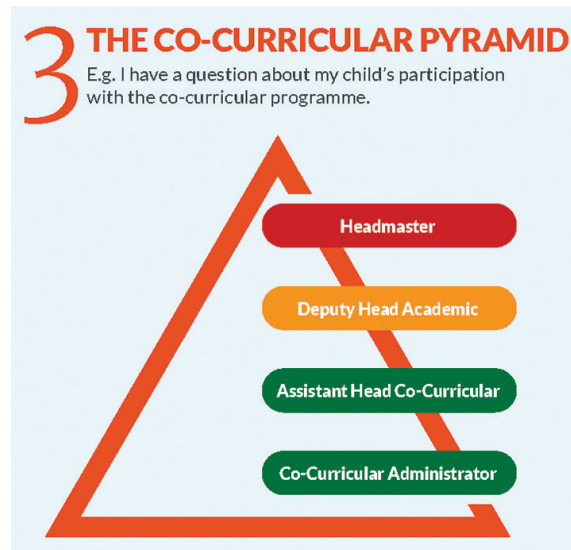 3 THE CO-CURRICULAR PYRAMID
E.g. I have a question about my child’s participation
with the co-curricular programme.
Headmaster
Deputy Head Academic
Assistant Head Co-Curricular
Co-Curricular Administrator